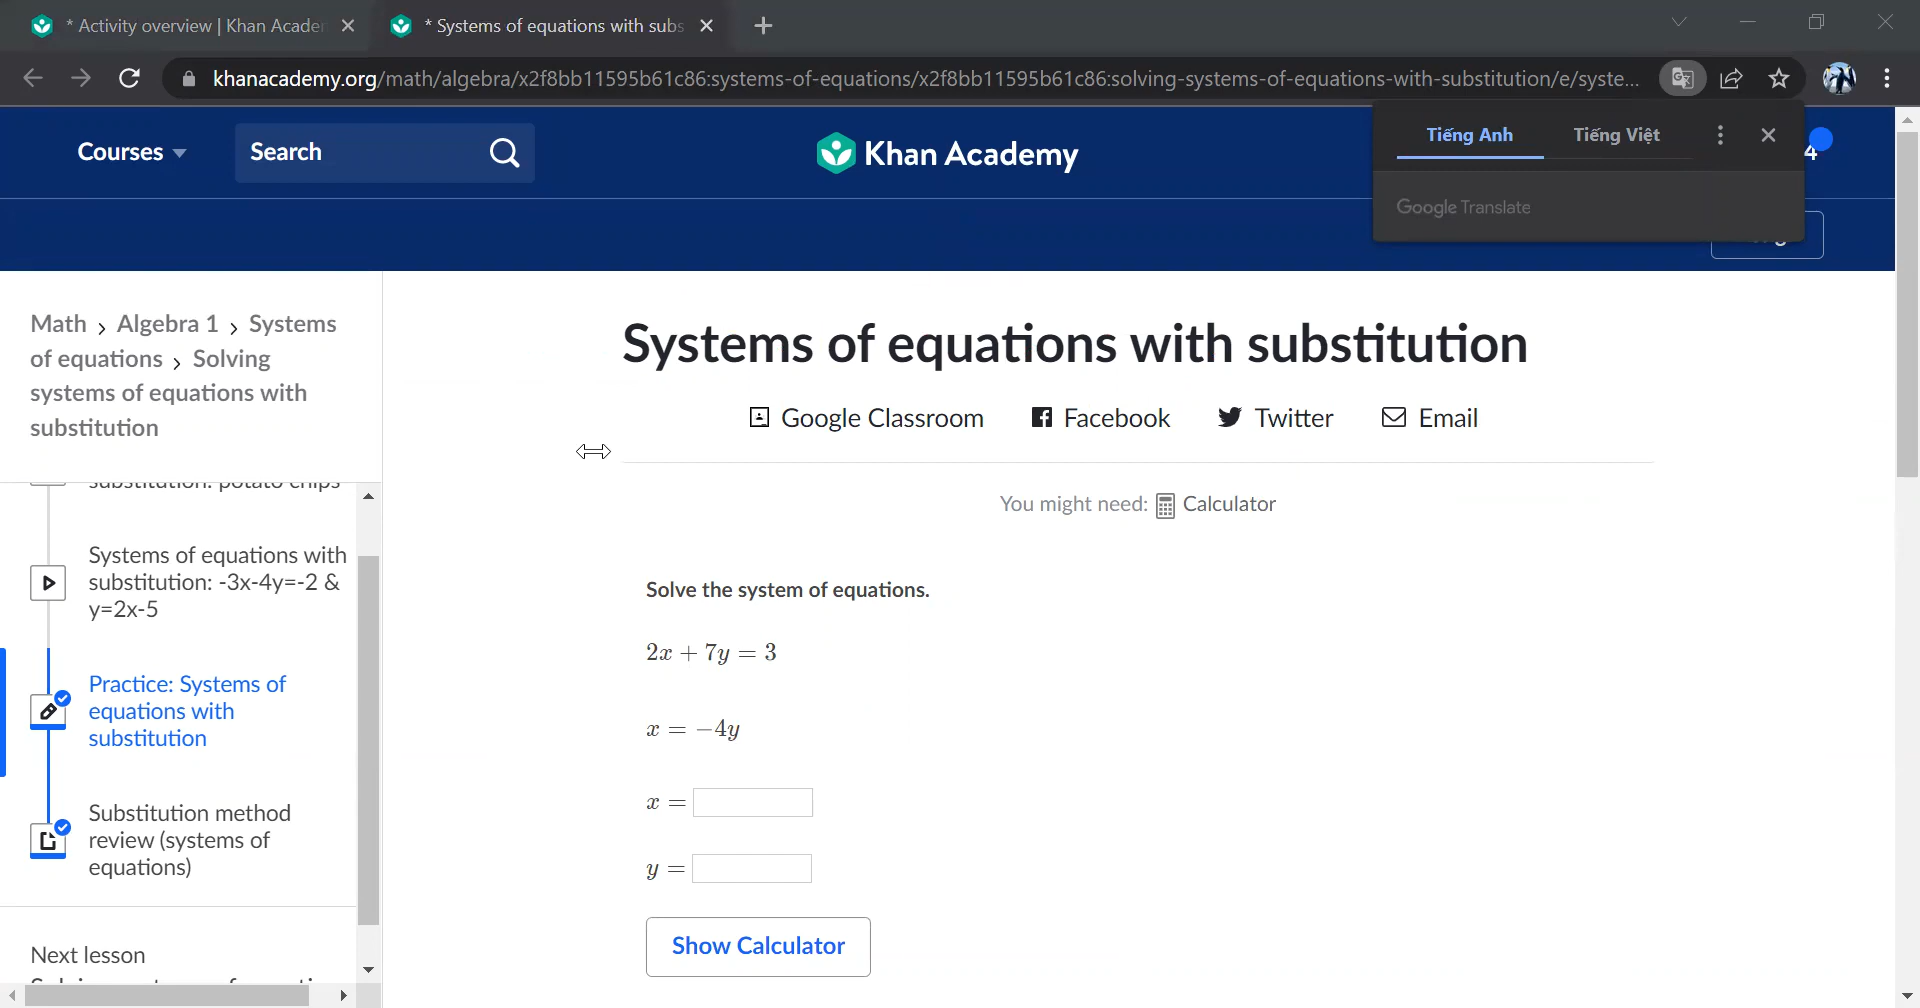 * Activity overview | Khan Acade
* Systems of equations with subs
khanacademy.org/math/algebra/x2f8bb11595b61c86:systems-of-equations/x2f8bb11595b61c86:solving-systems-of-equations-with-substitution/e/syste...
Courses
Search
Khan Academy
Tiếng Anh
Tiếng Việt
4
Google Translate
Math › Algebra 1 › Systems
of equations › Solving
systems of equations with
substitution
substitution: potato chips
Systems of equations with
substitution: -3x-4y=-2 &
y=2x-5
Practice: Systems of
equations with
substitution
Substitution method
review (systems of
equations)
Next lesson
Systems of equations with substitution
Google Classroom
Facebook
Twitter
Email
You might need: Calculator
Solve the system of equations.
2x + 7y = 3
x = −4y
x =
y =
Show Calculator